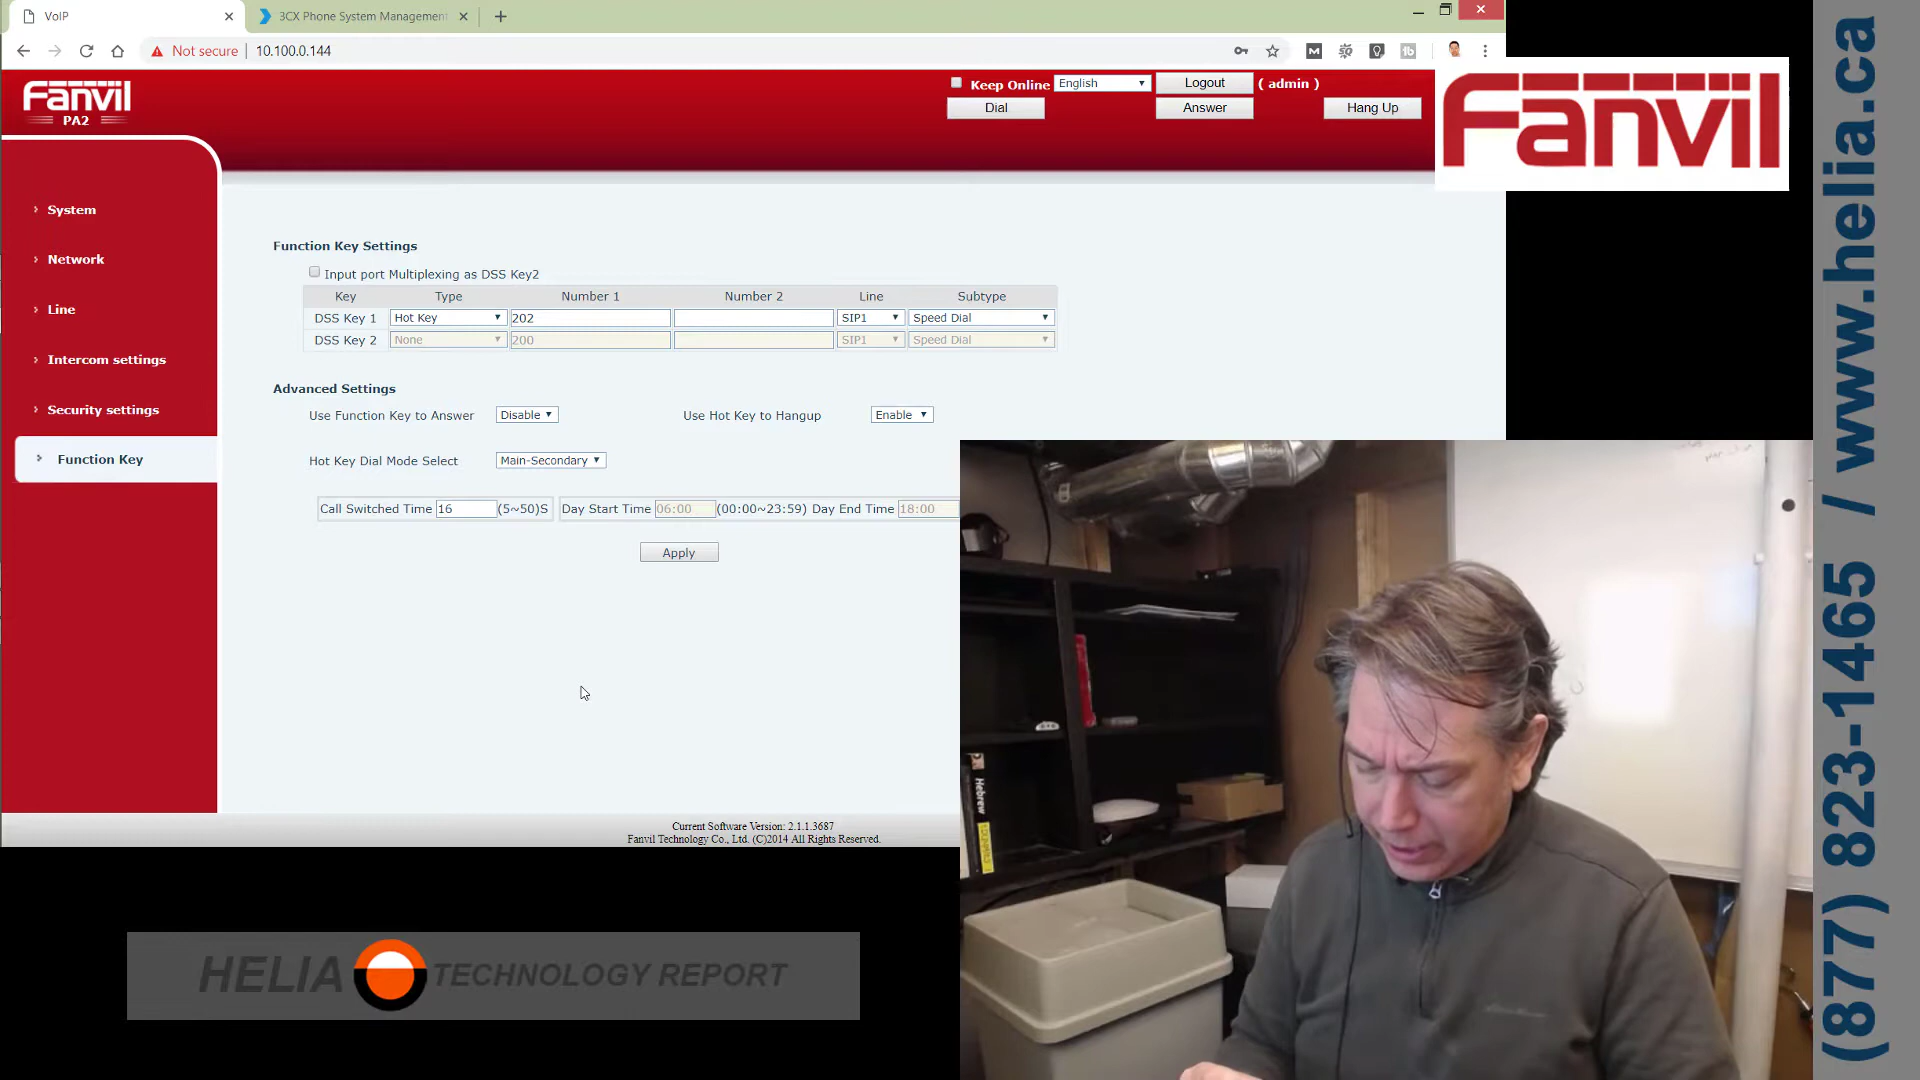 VoIP
3CX Phone System Management
Not secure | 10.100.0.144
Fanvil
PA2
Keep Online English Logout ( admin )
Dial Answer Hang Up
Fanvil
System
Network
Line
Intercom settings
Security settings
Function Key
Function Key Settings
Input port Multiplexing as DSS Key2
Key Type Number 1 Number 2 Line Subtype
DSS Key 1 Hot Key 202 SIP1 Speed Dial
DSS Key 2 None 200 SIP1 Speed Dial
Advanced Settings
Use Function Key to Answer Disable Use Hot Key to Hangup Enable
Hot Key Dial Mode Select Main-Secondary
Call Switched Time 16 (5~50)S Day Start Time 06:00 (00:00~23:59) Day End Time 18:00
Apply
Current Software Version: 2.1.1.3687
Fanvil Technology Co., Ltd. (C)2014 All Rights Reserved.
Hebrew
HELIA TECHNOLOGY REPORT
(877) 823-1465 / www.helia.ca